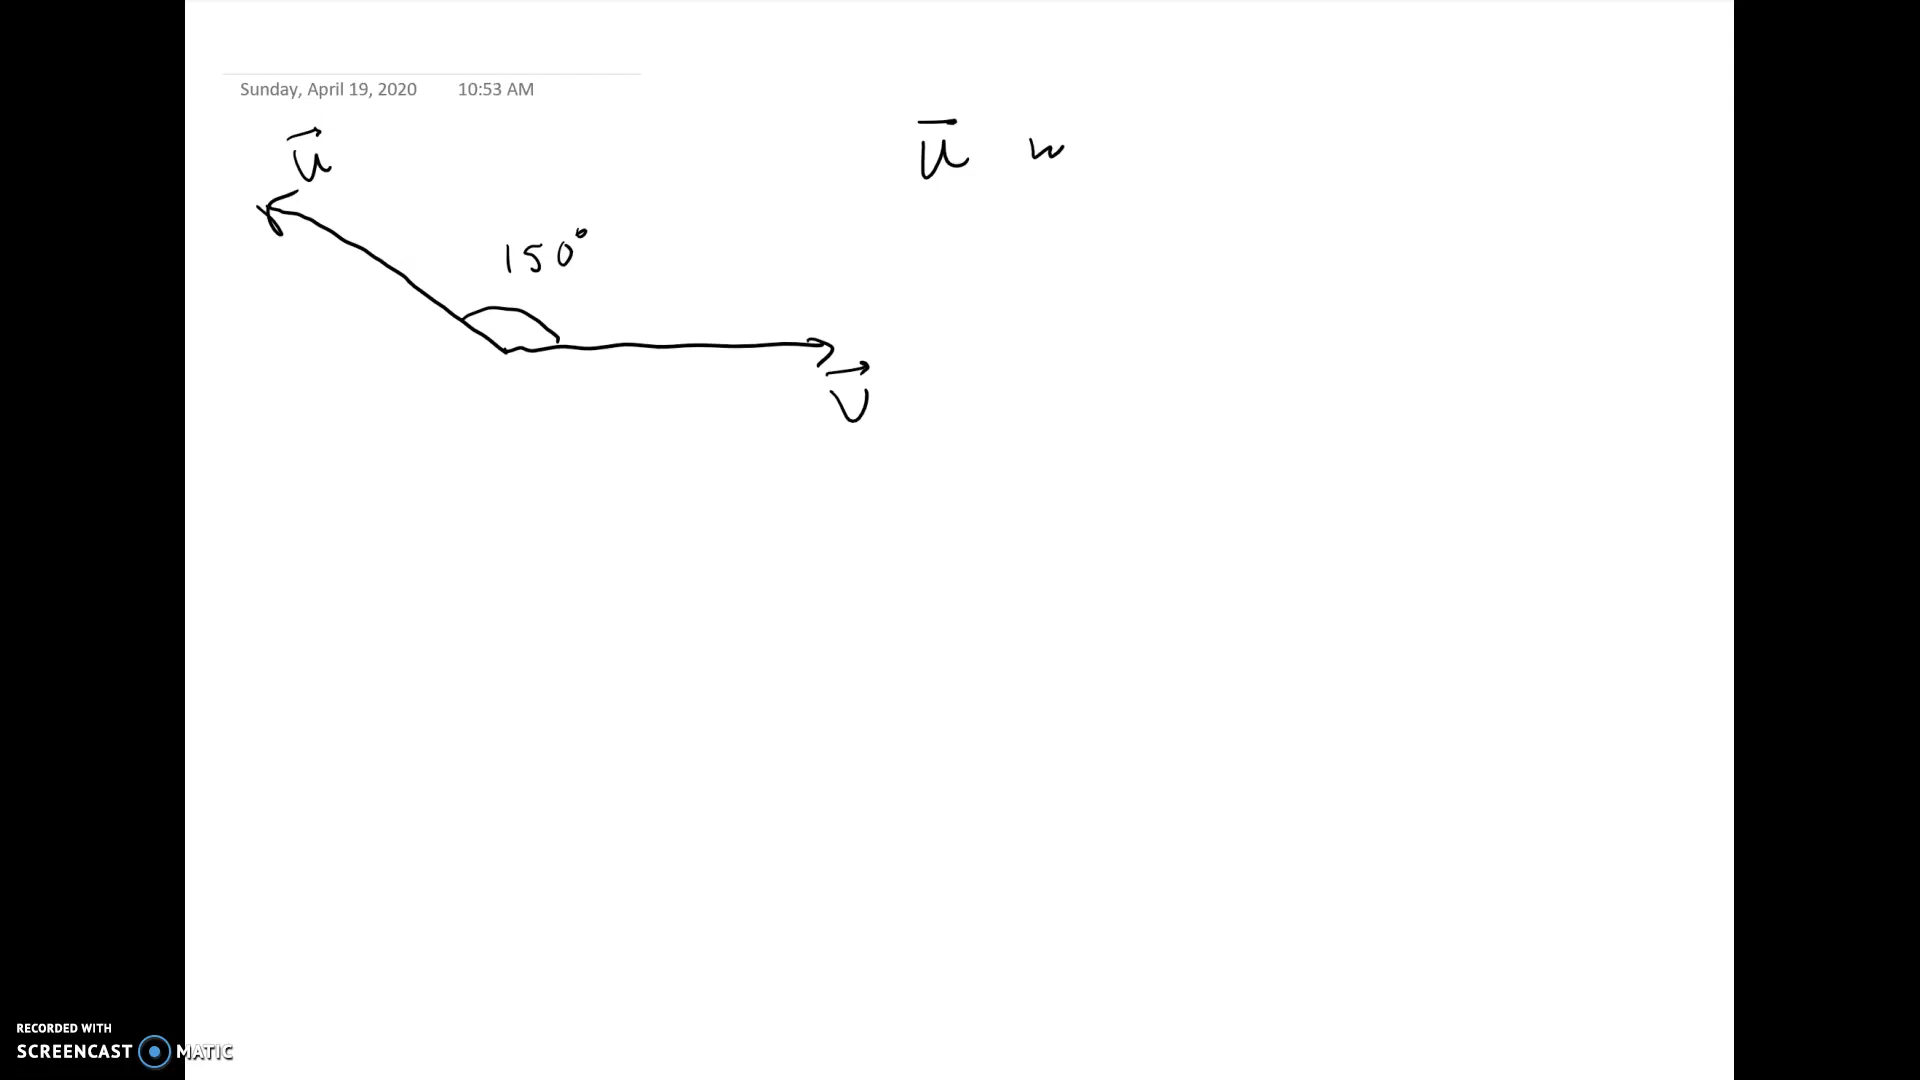 Sunday, April 19, 2020 10:53 AM
u⃗
u̅ w
150°
v⃗
RECORDED WITH
SCREENCAST MATIC